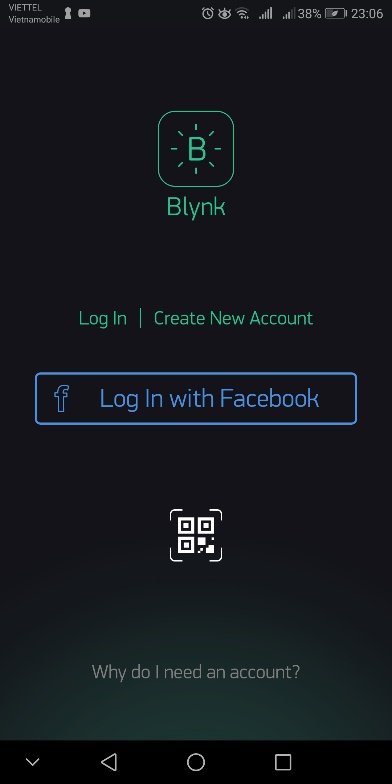 VIETTEL
Vietnamobile
38% 23:06
B
Blynk
Log In | Create New Account
f Log In with Facebook
Why do I need an account?